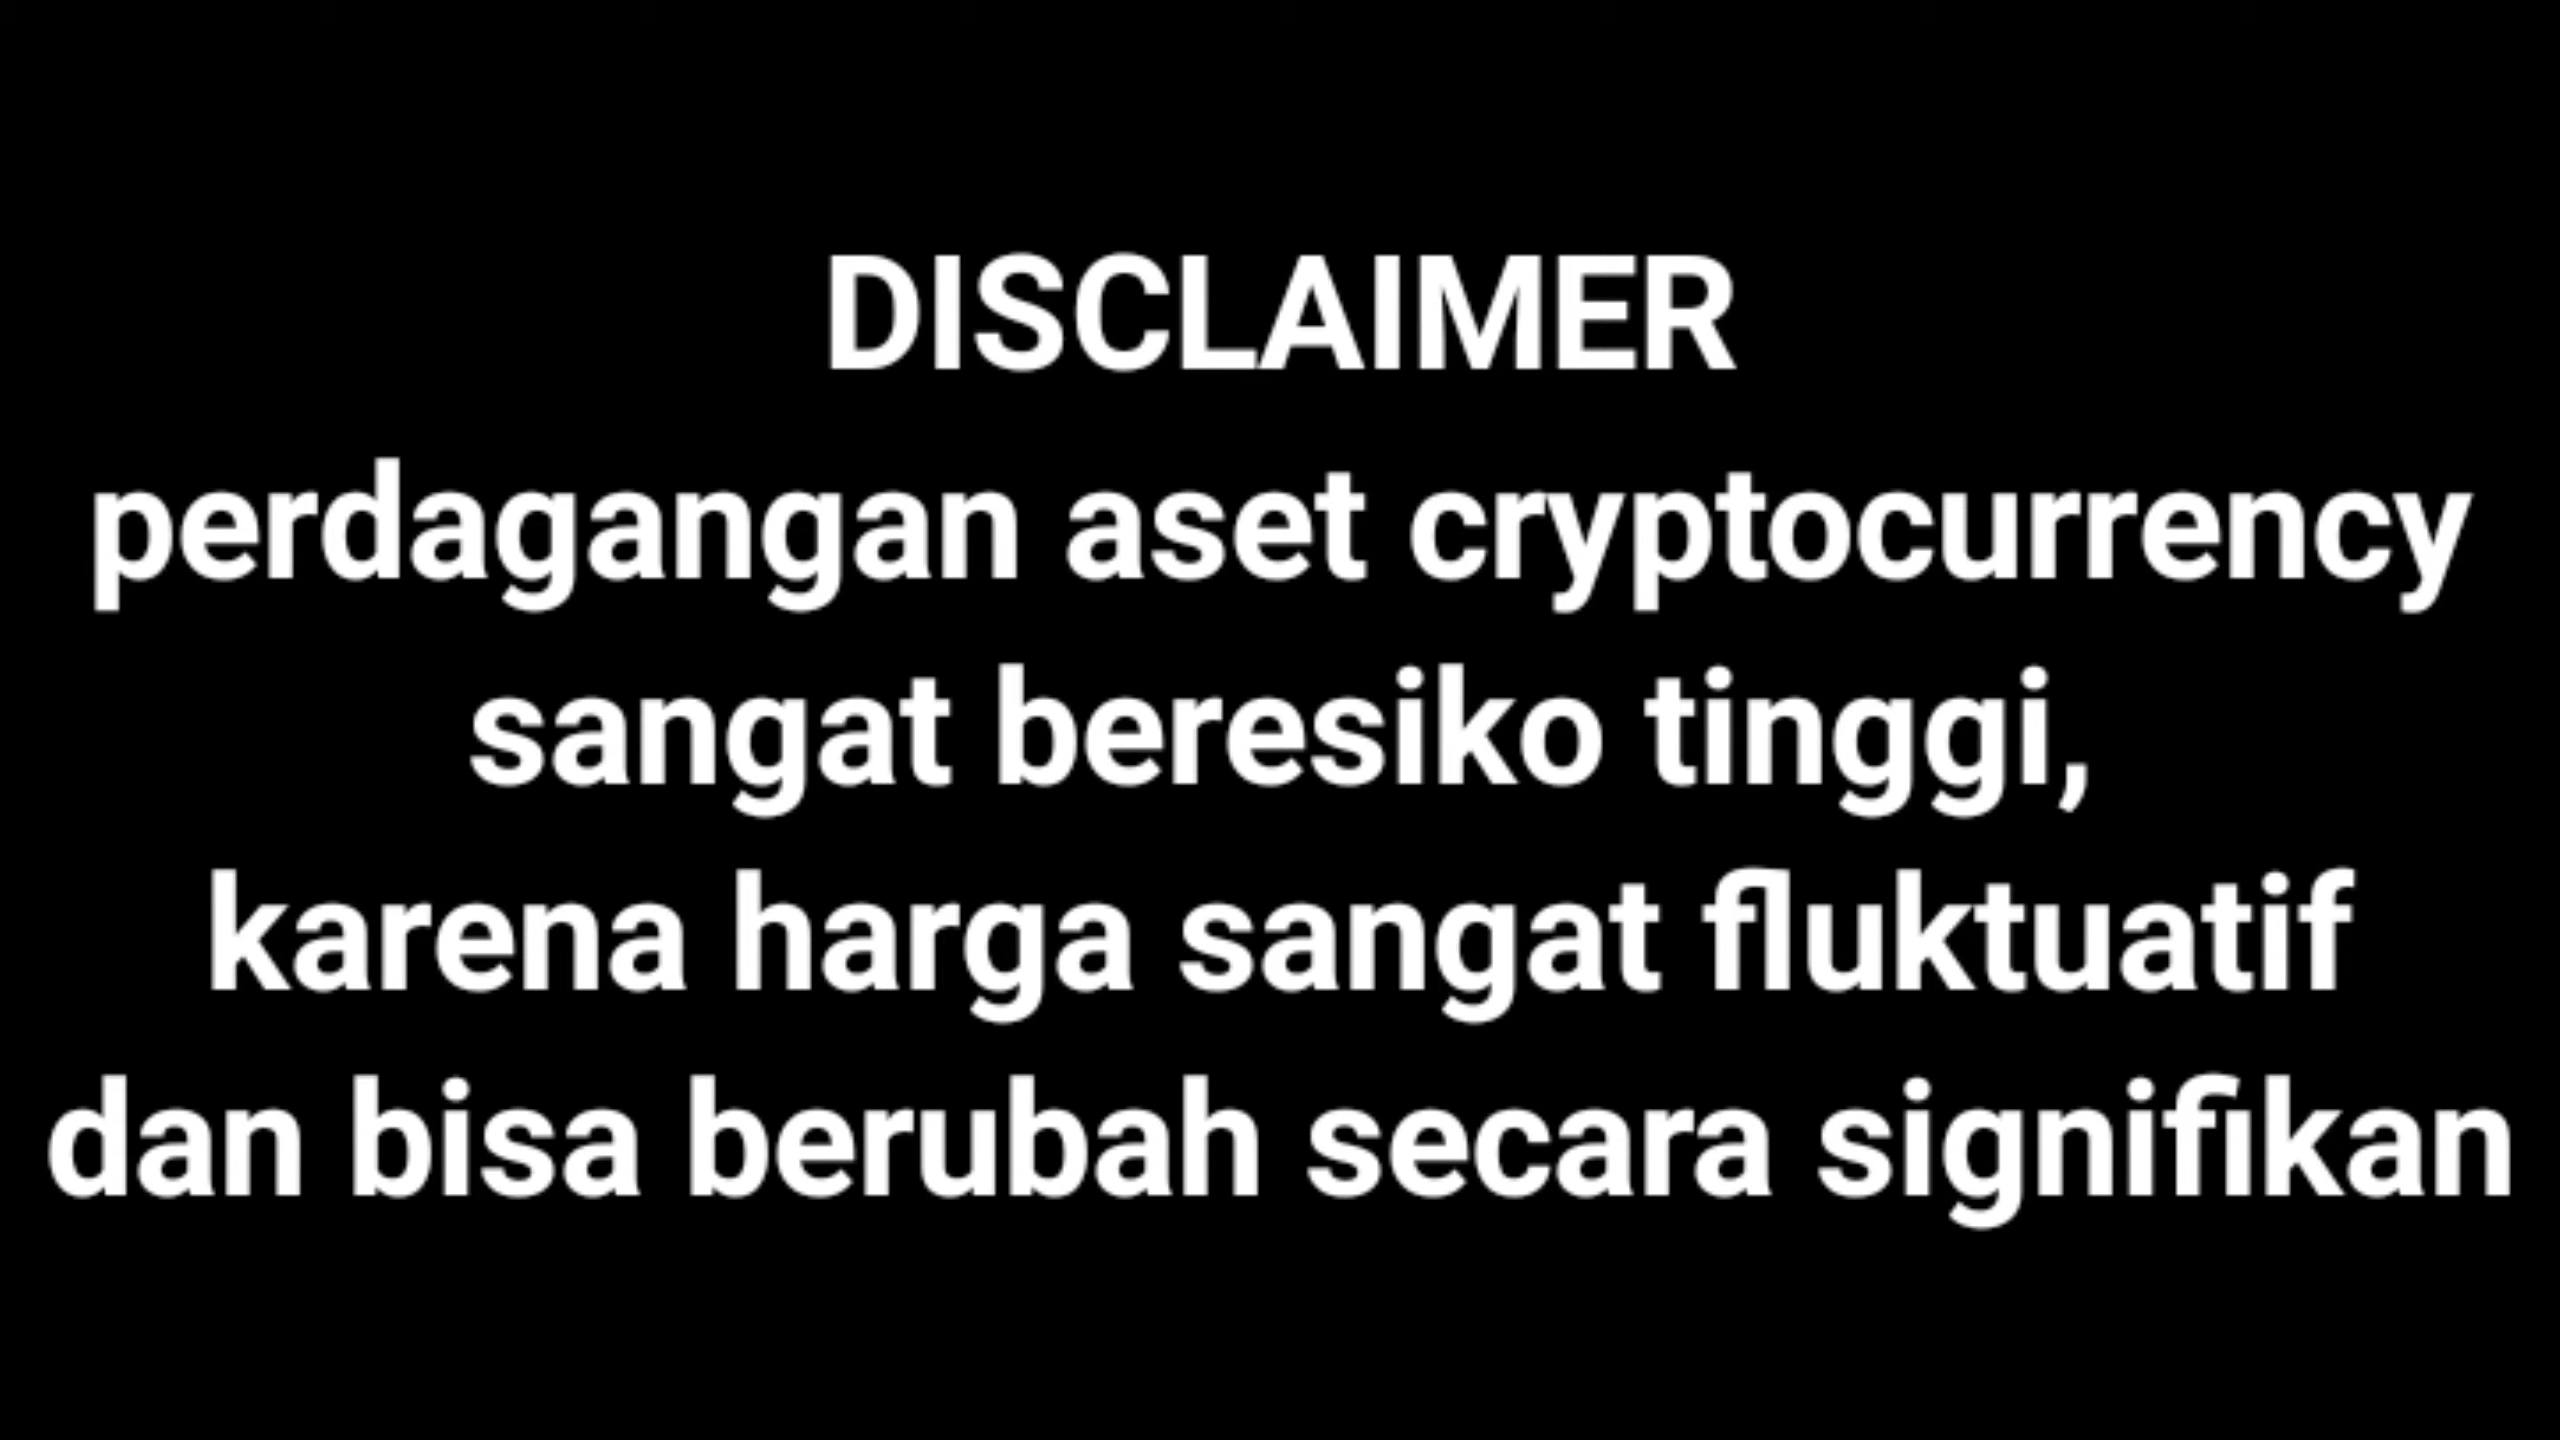 DISCLAIMER
perdagangan aset cryptocurrency
sangat beresiko tinggi,
karena harga sangat fluktuatif
dan bisa berubah secara signifikan